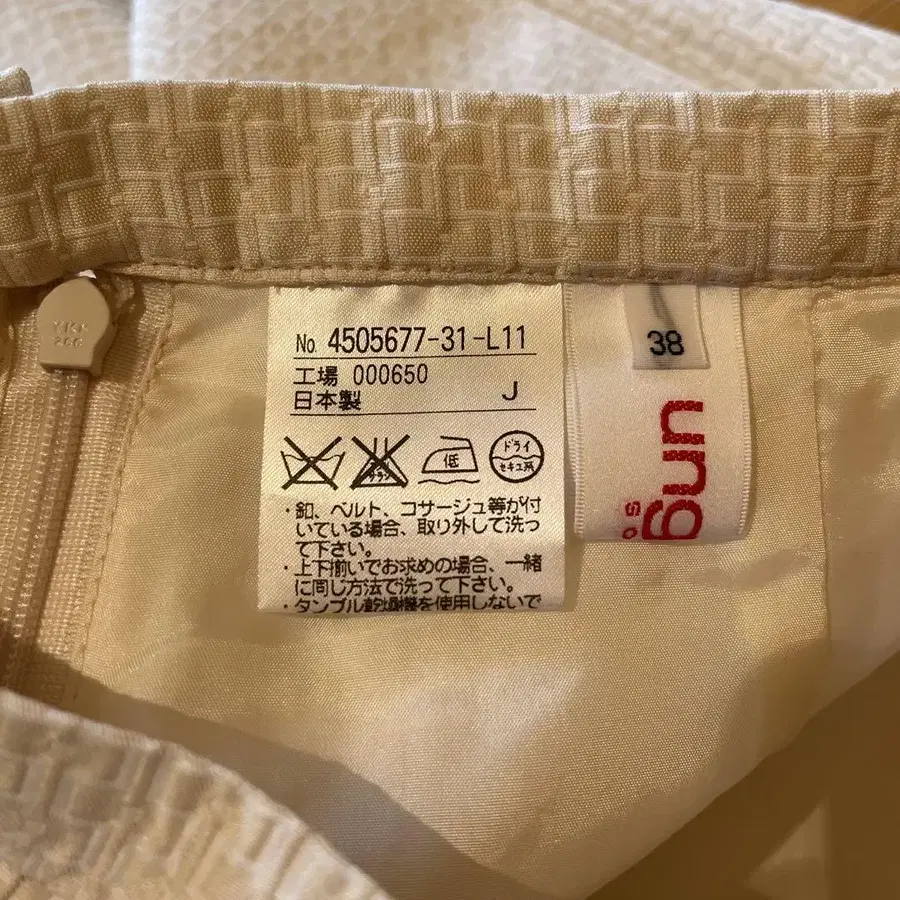 YKK
No. 4505677-31-L11
工場 000650
日本製 J
低
ドライ
セキユ系
・釦、ベルト、コサージュ等が付
いている場合、取り外して洗っ
て下さい。
・上下揃いでお求めの場合、一緒
に同じ方法で洗って下さい。
・タンブル乾燥機を使用しないで
38